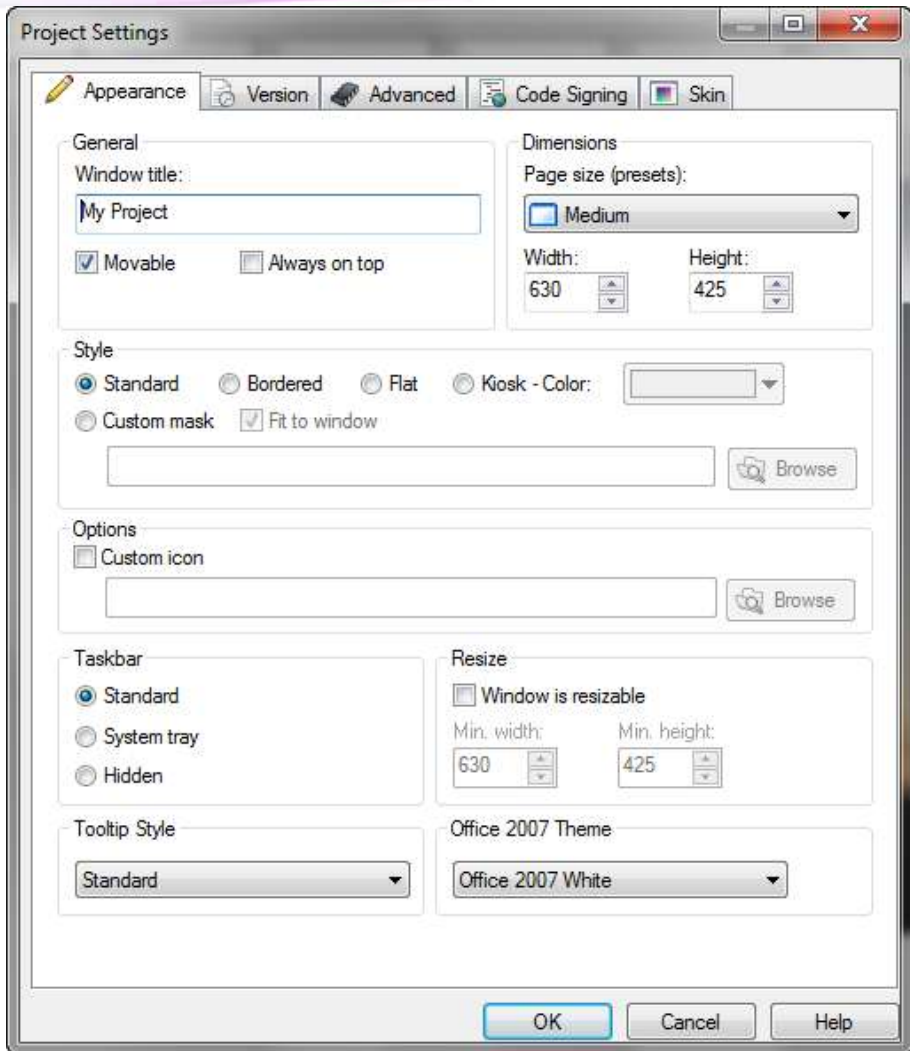 Project Settings
Appearance Version Advanced Code Signing Skin
General
Window title:
My Project
Movable Always on top
Dimensions
Page size (presets):
Medium
Width: Height:
630 425
Style
Standard Bordered Flat Kiosk - Color:
Custom mask Fit to window
Browse
Options
Custom icon
Browse
Taskbar
Standard
System tray
Hidden
Resize
Window is resizable
Min. width: Min. height:
630 425
Tooltip Style
Standard
Office 2007 Theme
Office 2007 White
OK Cancel Help